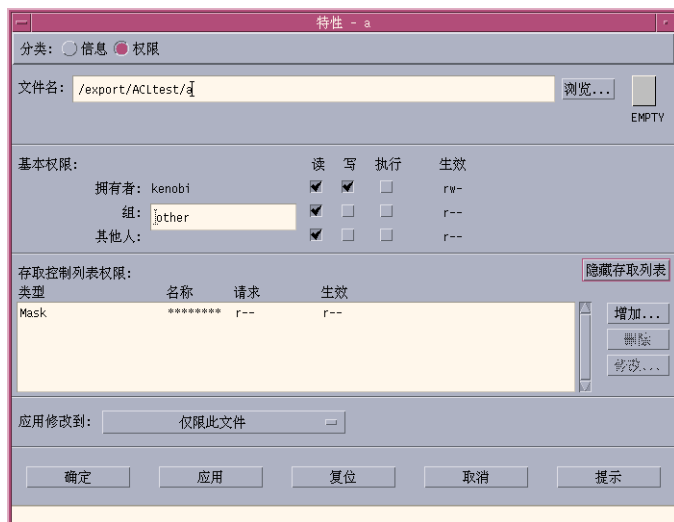 特性 - a
分类: 信息 权限
文件名: /export/ACLtest/a 浏览...
EMPTY
基本权限: 读 写 执行 生效
拥有者: kenobi rw-
组: other r--
其他人: r--
存取控制列表权限: 隐藏存取列表
类型 名称 请求 生效
Mask ******** r-- r--
增加...
删除
修改...
应用修改到: 仅限此文件
确定 应用 复位 取消 提示